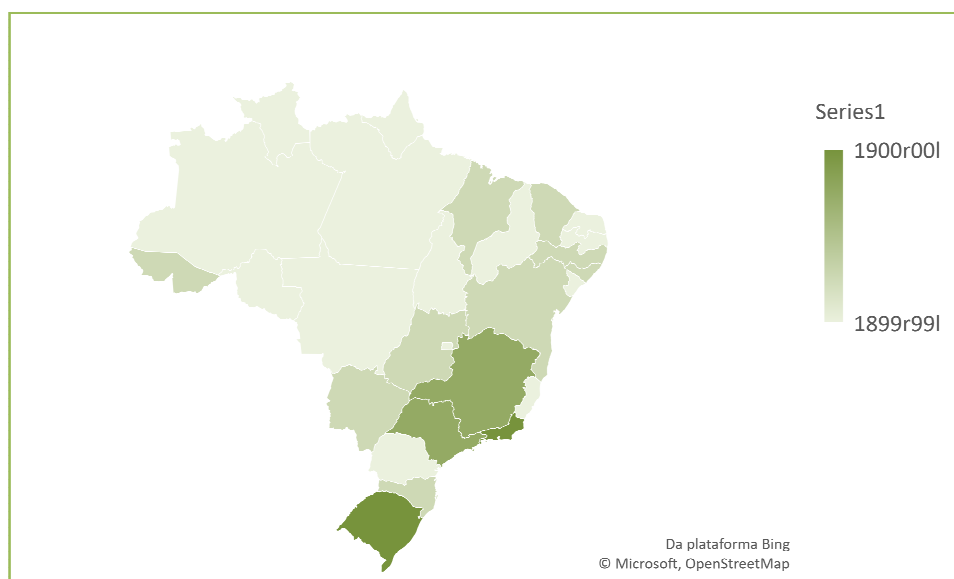 Series1
1900r00l
1899r99l
Da plataforma Bing
© Microsoft, OpenStreetMap